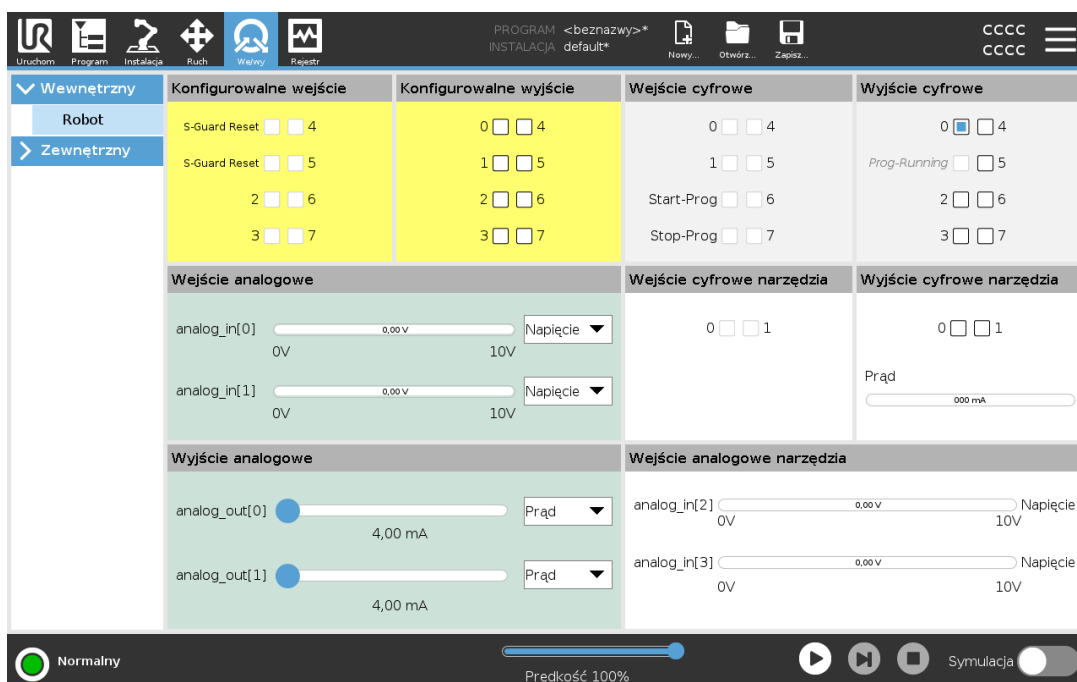 PROGRAM <beznazwy>*
INSTALACJA default*
cccc
cccc
UR
Uruchom Program Instalacja Ruch We/wy Rejestr Nowy... Otwórz... Zapisz...
Wewnętrzny
Robot
Zewnętrzny
Konfigurowalne wejście
S-Guard Reset 4
S-Guard Reset 5
2 6
3 7
Konfigurowalne wyjście
0 4
1 5
2 6
3 7
Wejście cyfrowe
0 4
1 5
Start-Prog 6
Stop-Prog 7
Wyjście cyfrowe
0 4
Prog-Running 5
2 6
3 7
Wejście analogowe
analog_in[0] 0,00 V Napięcie
0V 10V
analog_in[1] 0,00 V Napięcie
0V 10V
Wejście cyfrowe narzędzia
0 1
Wyjście cyfrowe narzędzia
0 1
Prąd
000 mA
Wyjście analogowe
analog_out[0] Prąd
4,00 mA
analog_out[1] Prąd
4,00 mA
Wejście analogowe narzędzia
analog_in[2] 0,00 V Napięcie
0V 10V
analog_in[3] 0,00 V Napięcie
0V 10V
Normalny
Prędkość 100%
Symulacja